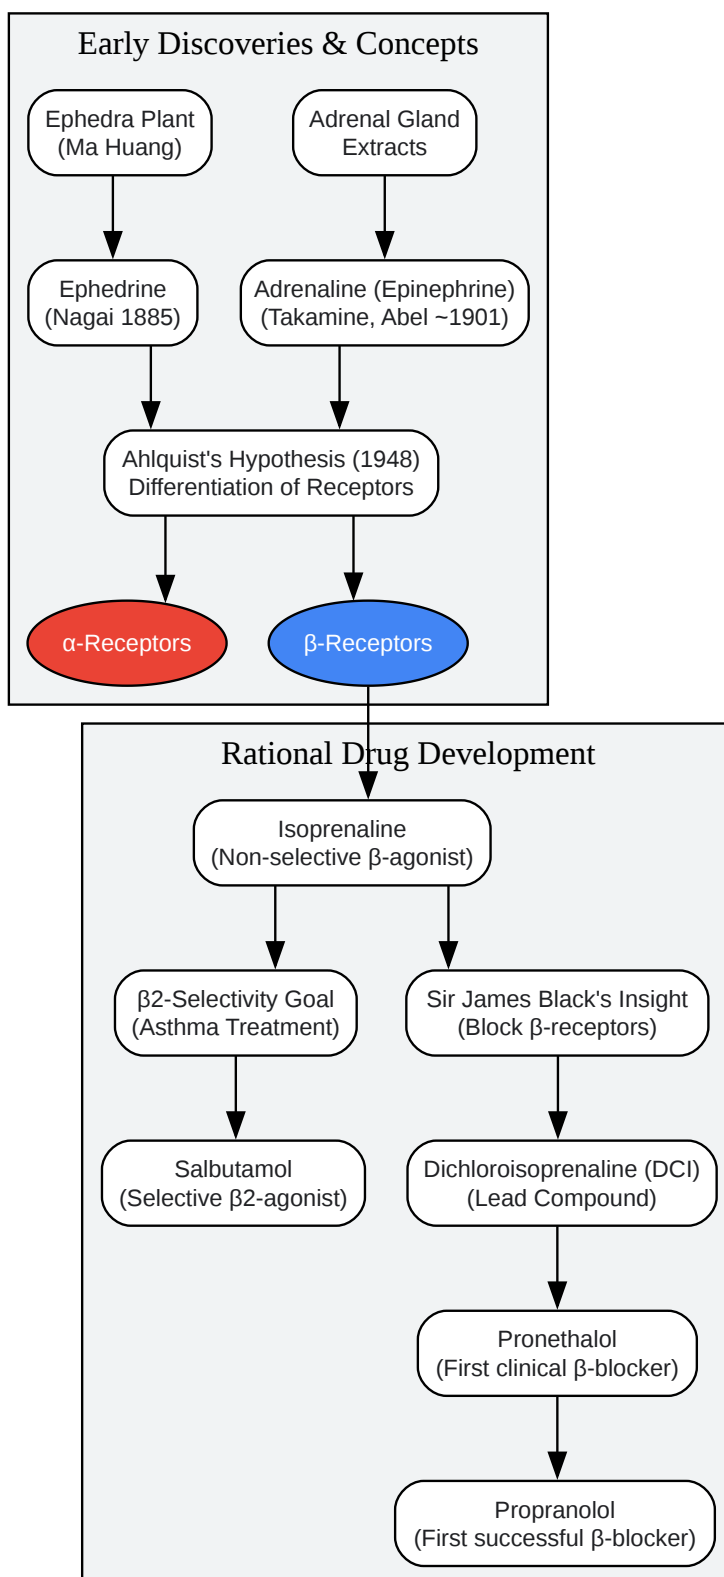 Early Discoveries & Concepts
Ephedra Plant
(Ma Huang)
Adrenal Gland
Extracts
Ephedrine
(Nagai 1885)
Adrenaline (Epinephrine)
(Takamine, Abel ~1901)
Ahlquist's Hypothesis (1948)
Differentiation of Receptors
α-Receptors
β-Receptors
Rational Drug Development
Isoprenaline
(Non-selective β-agonist)
β2-Selectivity Goal
(Asthma Treatment)
Sir James Black's Insight
(Block β-receptors)
Salbutamol
(Selective β2-agonist)
Dichloroisoprenaline (DCI)
(Lead Compound)
Pronethalol
(First clinical β-blocker)
Propranolol
(First successful β-blocker)